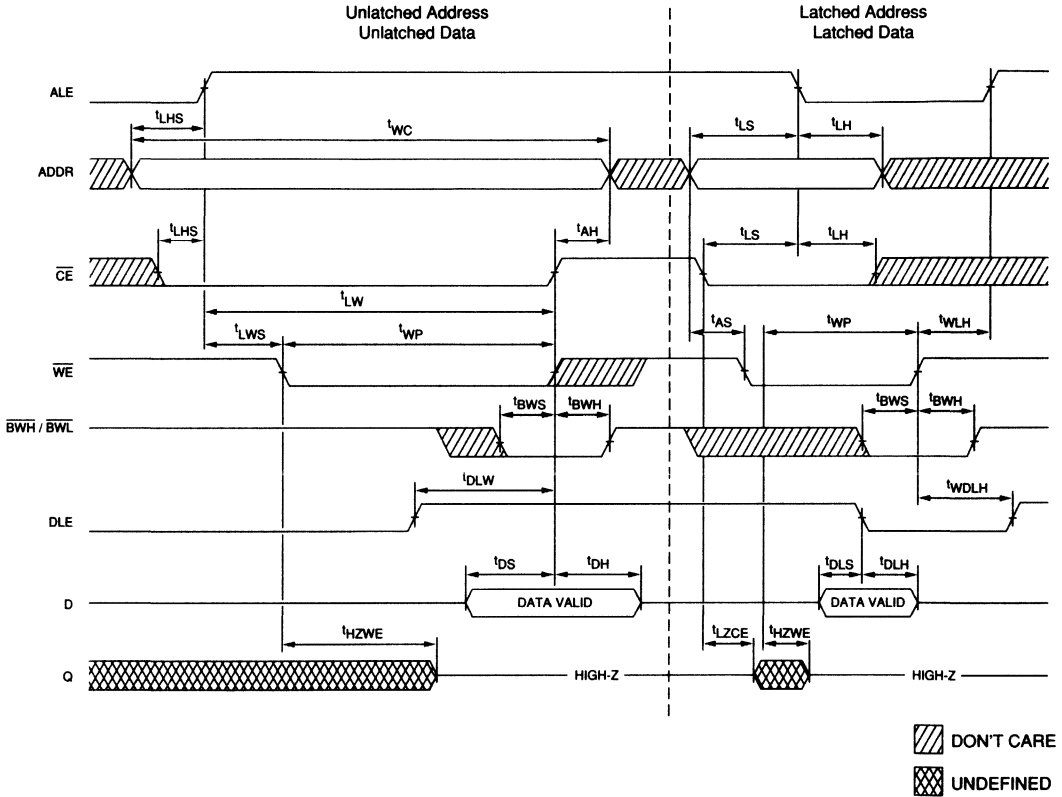 Unlatched Address
Unlatched Data
Latched Address
Latched Data
ALE
tLHS
tWC
tLS
tLH
ADDR
tLHS
tAH
tLS
tLH
CE
tLW
tAS
tWP
tWLH
tLWS
tWP
WE
tBWS
tBWH
tBWS
tBWH
BWH / BWL
tDLW
tWDLH
DLE
tDS
tDH
tDLS
tDLH
D
DATA VALID
DATA VALID
tHZWE
tLZCE
tHZWE
Q
HIGH-Z
HIGH-Z
DON'T CARE
UNDEFINED